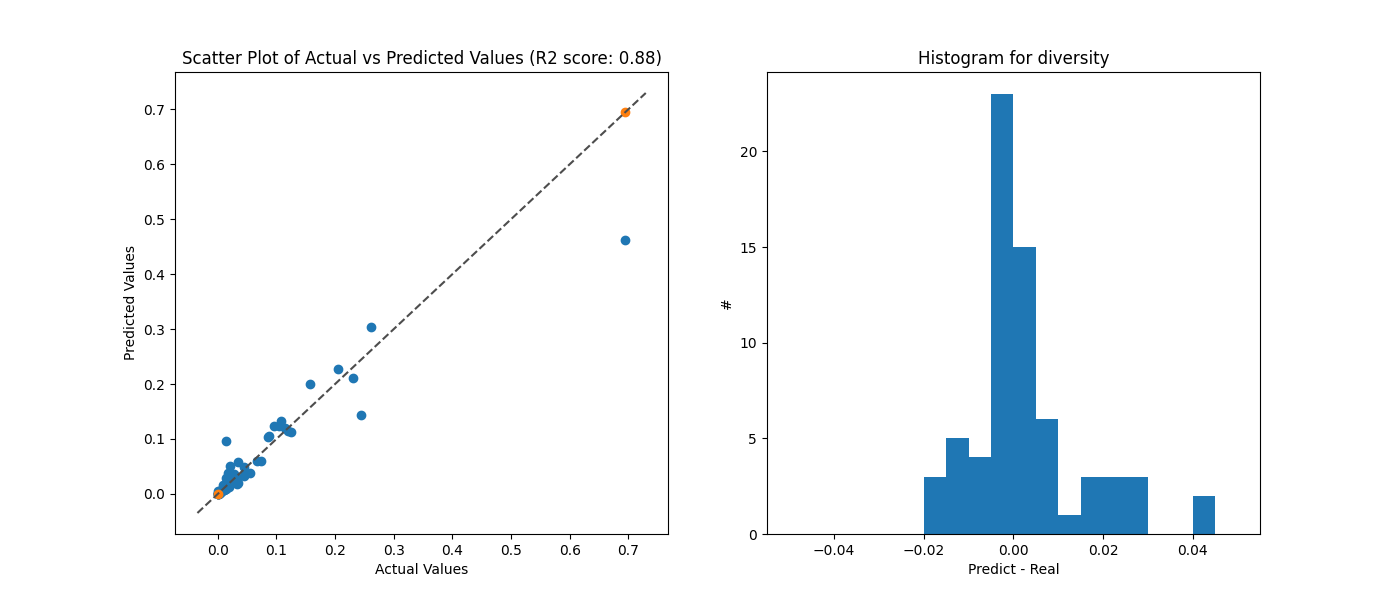 Scatter Plot of Actual vs Predicted Values (R2 score: 0.88)
0.7
0.6
0.5
0.4
0.3
0.2
0.1
0.0
Predicted Values
0.0 0.1 0.2 0.3 0.4 0.5 0.6 0.7
Actual Values
Histogram for diversity
20
15
10
5
0
#
−0.04 −0.02 0.00 0.02 0.04
Predict - Real